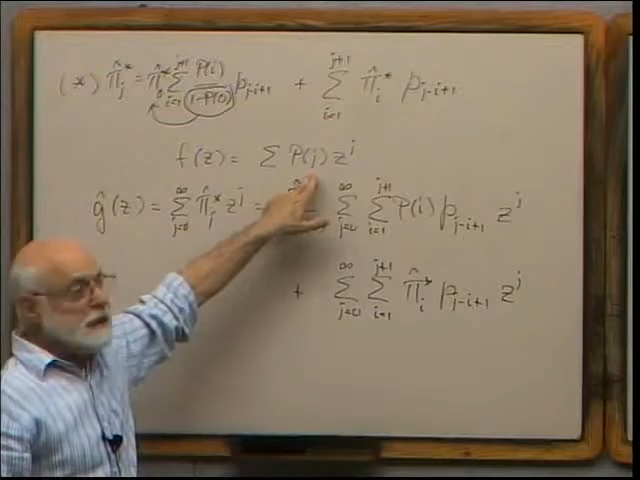 (*) π̂_j^* = π̂_0^* Σ_{i=1}^{j+1} P(i)/(1-P(0)) p_{j-i+1} + Σ_{i=1}^{j+1} π̂_i^* p_{j-i+1}
f(z) = Σ P(j) z^j
ĝ(z) = Σ_{j=0}^∞ π̂_j^* z^j = Σ_{j=0}^∞ Σ_{i=1}^{j+1} P(i) p_{j-i+1} z^j
+ Σ_{j=0}^∞ Σ_{i=1}^{j+1} π̂_i^* p_{j-i+1} z^j